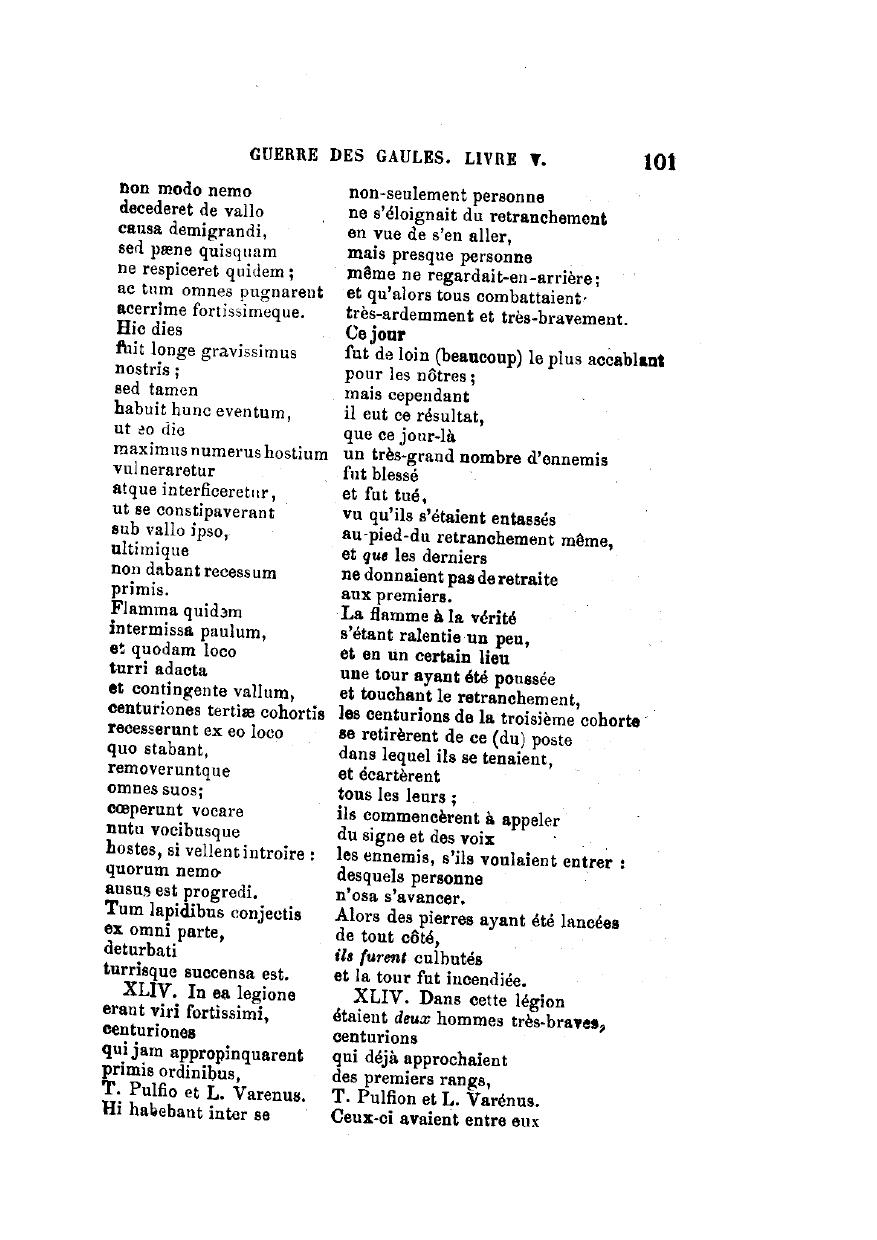 GUERRE DES GAULES. LIVRE V. 101
non modo nemo
decederet de vallo
causa demigrandi,
sed pæne quisquam
ne respiceret quidem ;
ac tum omnes pugnarent
acerrime fortissimeque.
Hic dies
fuit longe gravissimus
nostris ;
sed tamen
habuit hunc eventum,
ut eo die
maximus numerus hostium
vulneraretur
atque interficeretur,
ut se constipaverant
sub vallo ipso,
ultimique
non dabant recessum
primis.
Flamma quidem
intermissa paulum,
et quodam loco
turri adacta
et contingente vallum,
centuriones tertiæ cohortis
recesserunt ex eo loco
quo stabant,
removeruntque
omnes suos;
cœperunt vocare
nutu vocibusque
hostes, si vellent introire :
quorum nemo
ausus est progredi.
Tum lapidibus conjectis
ex omni parte,
deturbati
turrisque succensa est.
XLIV. In ea legione
erant viri fortissimi,
centuriones
qui jam appropinquarent
primis ordinibus,
T. Pulfio et L. Varenus.
Hi habebant inter se
non-seulement personne
ne s'éloignait du retranchement
en vue de s'en aller,
mais presque personne
même ne regardait-en-arrière;
et qu'alors tous combattaient
très-ardemment et très-bravement.
Ce jour
fut de loin (beaucoup) le plus accablant
pour les nôtres ;
mais cependant
il eut ce résultat,
que ce jour-là
un très-grand nombre d'ennemis
fut blessé
et fut tué,
vu qu'ils s'étaient entassés
au-pied-du retranchement même,
et que les derniers
ne donnaient pas de retraite
aux premiers.
La flamme à la vérité
s'étant ralentie un peu,
et en un certain lieu
une tour ayant été poussée
et touchant le retranchement,
les centurions de la troisième cohorte
se retirèrent de ce (du) poste
dans lequel ils se tenaient,
et écartèrent
tous les leurs ;
ils commencèrent à appeler
du signe et des voix
les ennemis, s'ils voulaient entrer :
desquels personne
n'osa s'avancer.
Alors des pierres ayant été lancées
de tout côté,
ils furent culbutés
et la tour fut incendiée.
XLIV. Dans cette légion
étaient deux hommes très-braves,
centurions
qui déjà approchaient
des premiers rangs,
T. Pulfion et L. Varénus.
Ceux-ci avaient entre eux